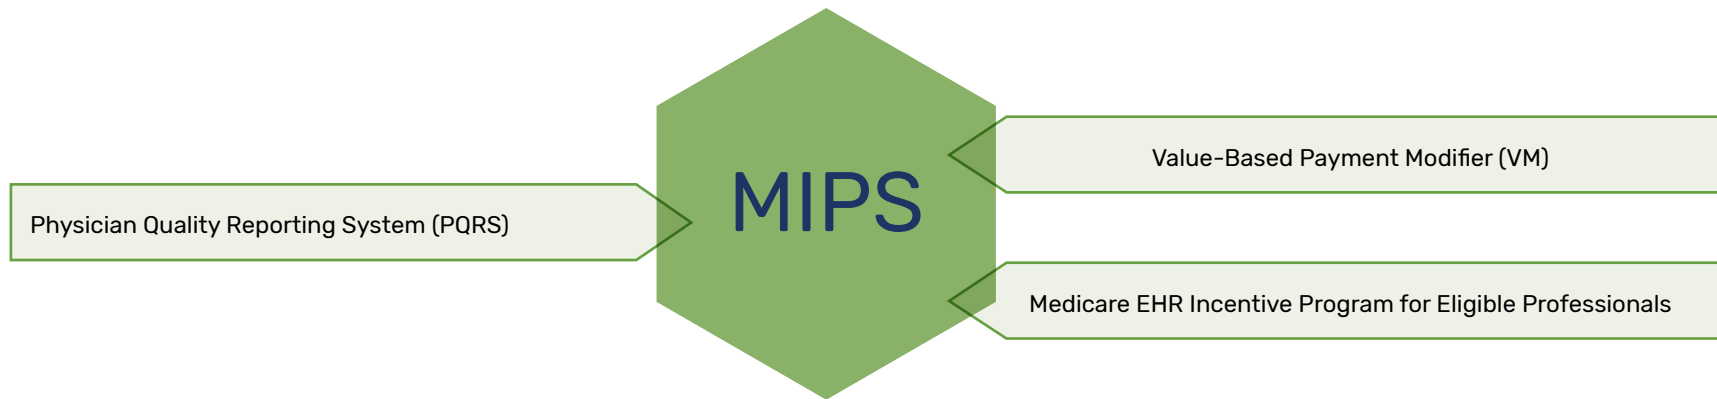 MIPS
Physician Quality Reporting System (PQRS)
Value-Based Payment Modifier (VM)
Medicare EHR Incentive Program for Eligible Professionals